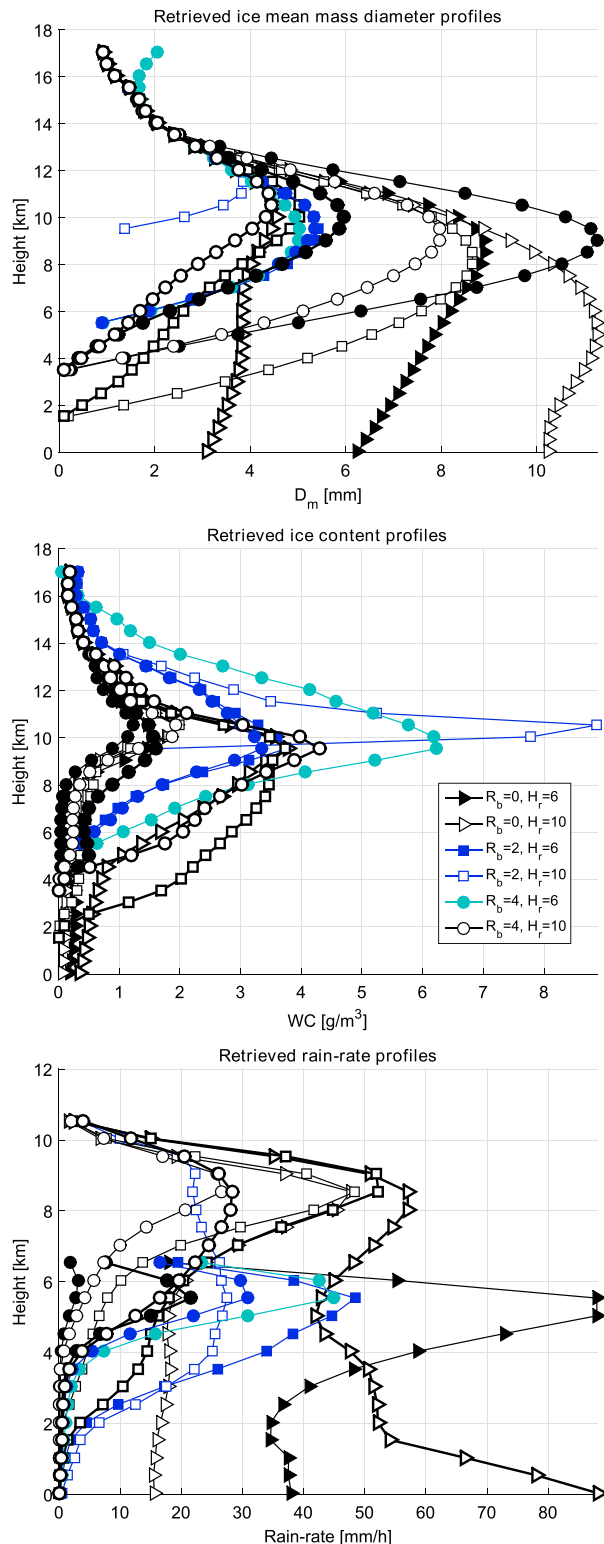 Retrieved ice mean mass diameter profiles
18
16
14
12
10
8
6
4
2
0
Height [km]
0 2 4 6 8 10
D_m [mm]
Retrieved ice content profiles
18
16
14
12
10
8
6
4
2
0
Height [km]
R_b=0, H_r=6
R_b=0, H_r=10
R_b=2, H_r=6
R_b=2, H_r=10
R_b=4, H_r=6
R_b=4, H_r=10
0 1 2 3 4 5 6 7 8
WC [g/m³]
Retrieved rain-rate profiles
12
10
8
6
4
2
0
Height [km]
0 10 20 30 40 50 60 70 80
Rain-rate [mm/h]